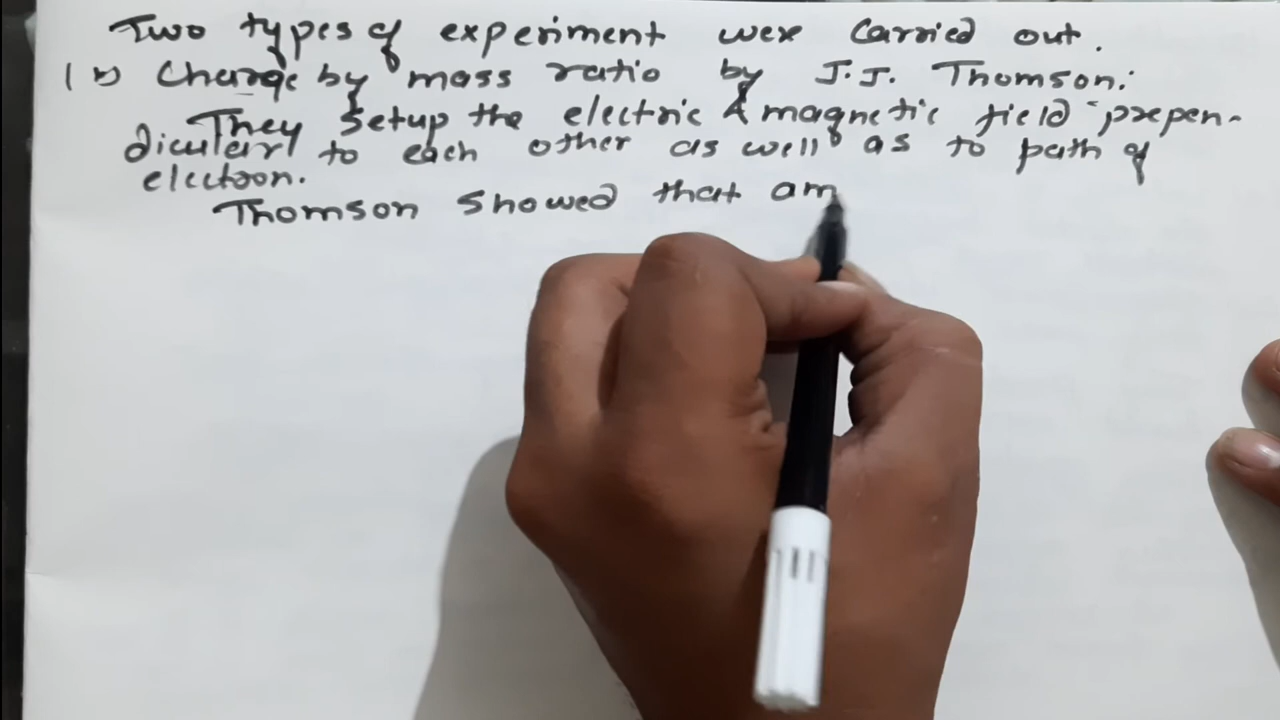 Two types of experiment were carried out.
1) Charge by mass ratio by J.J. Thomson:
They setup the electric & magnetic field prepen-
dicular to each other as well as to path of
electron.
Thomson showed that am